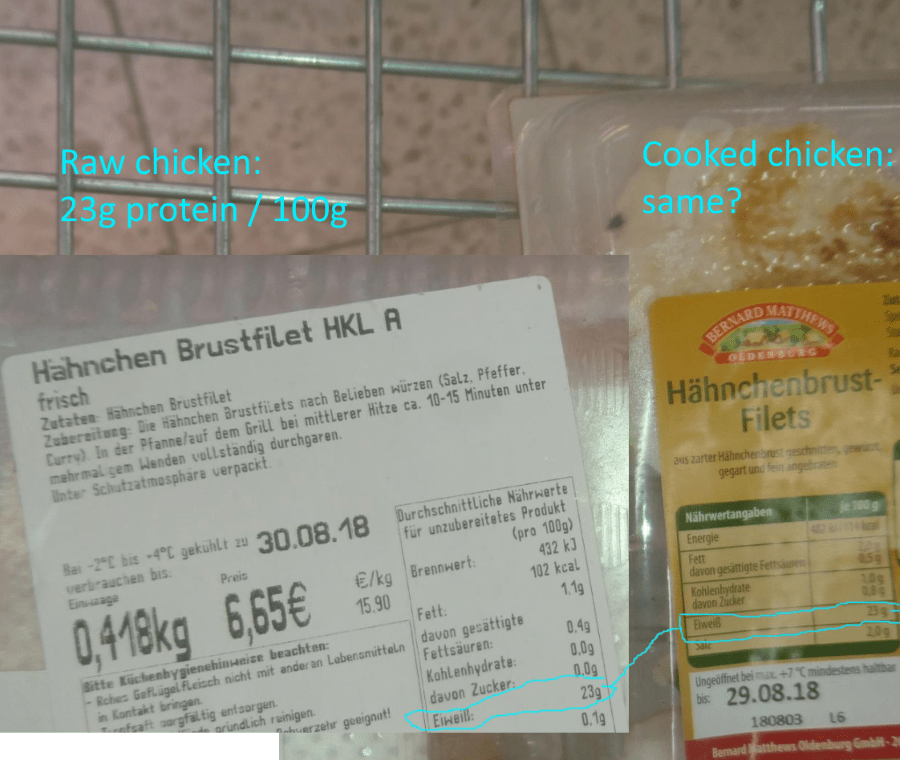 Raw chicken:
23g protein / 100g
Cooked chicken:
same?
Hähnchen Brustfilet HKL A
frisch
Zutaten: Hähnchen Brustfilet
Zubereitung: Die Hähnchen Brustfilets nach Belieben würzen (Salz, Pfeffer,
Curry). In der Pfanne/auf dem Grill bei mittlerer Hitze ca. 10-15 Minuten unter
mehrmaligem Wenden vollständig durchgaren.
Unter Schutzatmosphäre verpackt.
Bei -2°C bis +4°C gekühlt zu
verbrauchen bis:
30.08.18
Einwaage
Preis
€/kg
0,418kg
6,65€
15.90
Bitte Küchenhygienehinweise beachten:
- Rohes Geflügelfleisch nicht mit anderen Lebensmitteln
in Kontakt bringen.
sorgfältig entsorgen.
gründlich reinigen.
geeignet!
Durchschnittliche Nährwerte
für unzubereitetes Produkt
(pro 100g)
Brennwert: 432 kJ
102 kcal
Fett: 1.1g
davon gesättigte
Fettsäuren: 0.4g
Kohlenhydrate: 0.0g
davon Zucker: 0.0g
Eiweiß: 23g
0.1g
BERNARD MATTHEWS
OLDENBURG
Hähnchenbrust-
Filets
aus zarter Hähnchenbrust geschnitten, gewürzt,
gegart und fein angebraten
Nährwertangaben je 100 g
Energie
Fett
davon gesättigte Fettsäuren 0,5 g
Kohlenhydrate 1,0 g
davon Zucker 0,8 g
Eiweiß 23 g
Salz 2,0 g
Ungeöffnet bei max. +7 °C mindestens haltbar
bis: 29.08.18
180803 L6
Bernard Matthews Oldenburg GmbH